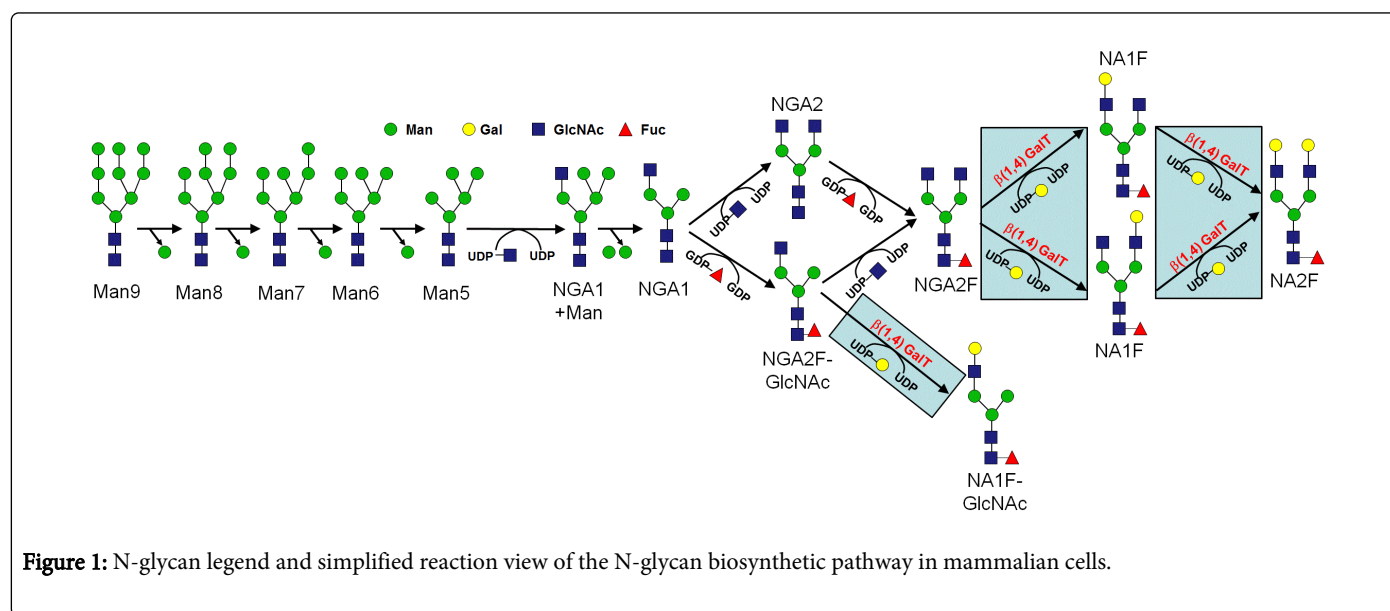 NA1F
NGA2
Man
Gal
GlcNAc
Fuc
β(1,4) GalT
UDP
UDP
β(1,4) GalT
UDP
UDP
UDP
UDP
GDP
GDP
UDP
UDP
GDP
GDP
UDP
UDP
β(1,4) GalT
UDP
UDP
β(1,4) GalT
UDP
UDP
Man9
Man8
Man7
Man6
Man5
NGA1
+Man
NGA1
NGA2F
NA2F
NGA2F-
GlcNAc
β(1,4) GalT
UDP
UDP
NA1F
NA1F-
GlcNAc
Figure 1: N-glycan legend and simplified reaction view of the N-glycan biosynthetic pathway in mammalian cells.